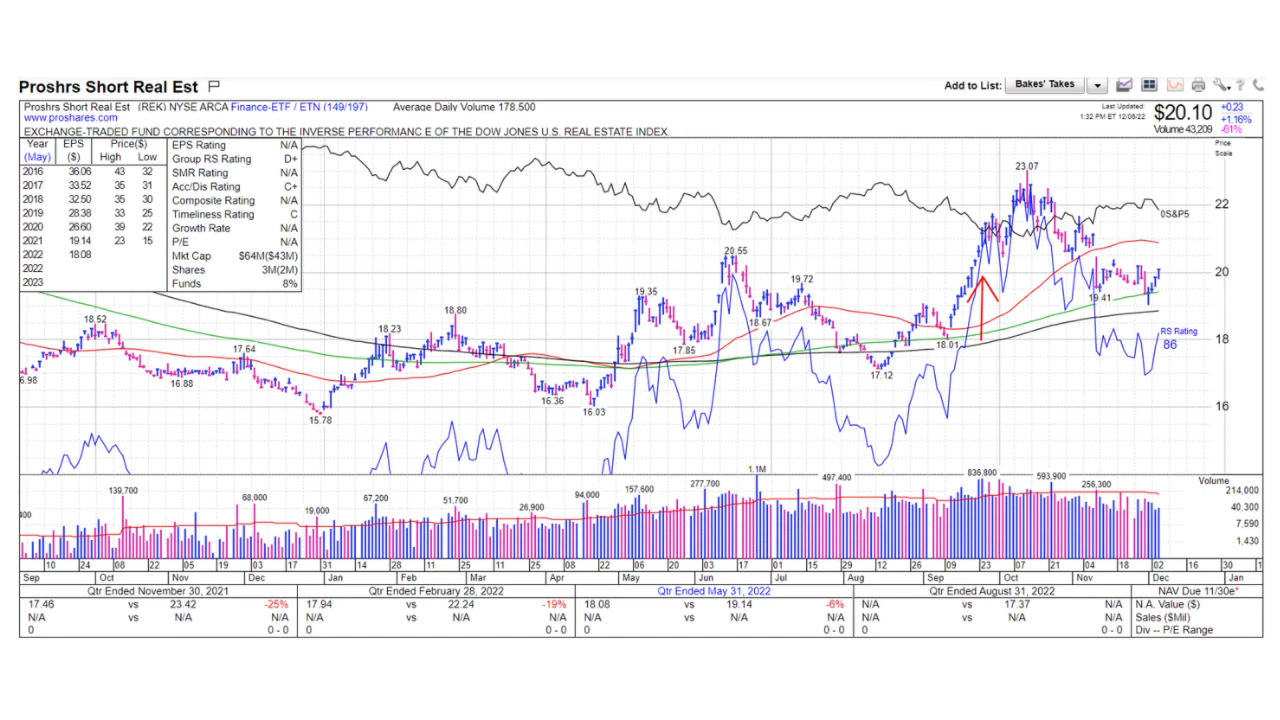 Proshrs Short Real Est
Add to List: Bakes' Takes
Proshrs Short Real Est (REK) NYSE ARCA Finance-ETF / ETN (149/197) Average Daily Volume 178,500
www.proshares.com
EXCHANGE-TRADED FUND CORRESPONDING TO THE INVERSE PERFORMANC E OF THE DOW JONES U.S. REAL ESTATE INDEX.
Last Updated:
1:32 PM ET 12/06/22
$20.10 +0.23
+1.16%
Volume 43,209 -61%
Year EPS Price($)
(May) ($) High Low
2016 36.06 43 32
2017 33.52 35 31
2018 32.50 35 30
2019 28.38 33 25
2020 26.60 39 22
2021 19.14 23 15
2022 18.08
2022
2023
EPS Rating N/A
Group RS Rating D+
SMR Rating N/A
Acc/Dis Rating C+
Composite Rating N/A
Timeliness Rating C
Growth Rate N/A
P/E N/A
Mkt Cap $64M($43M)
Shares 3M(2M)
Funds 8%
Price
Scale
22
20
18
16
0S&P5
RS Rating
86
6.98
18.52
16.88
17.64
15.78
18.23
18.80
16.36
16.03
19.35
17.85
20.55
18.67
19.72
17.12
18.01
23.07
19.41
Volume
214,000
40,300
7,590
1,430
400
139,700
68,000
19,000
67,200
51,700
26,900
94,000
157,600
277,700
1.1M
497,400
836,800
593,900
256,300
10 24 08 22 05 19 03 17 31 14 28 11 25 11 25 08 22 06 20 03 17 01 15 29 12 26 09 23 07 21 04 18 02 16 30
Sep Oct Nov Dec Jan Feb Mar Apr May Jun Jul Aug Sep Oct Nov Dec Jan
Qtr Ended November 30, 2021 Qtr Ended February 28, 2022 Qtr Ended May 31, 2022 Qtr Ended August 31, 2022 NAV Due 11/30e*
17.46 vs 23.42 -25% 17.94 vs 22.24 -19% 18.08 vs 19.14 -6% N/A vs 17.37 N/A N.A. Value ($)
N/A vs N/A N/A N/A vs N/A N/A N/A vs N/A N/A N/A vs N/A N/A Sales ($Mil)
0 0 - 0 0 0 - 0 0 0 - 0 0 0 - 0 Div -- P/E Range